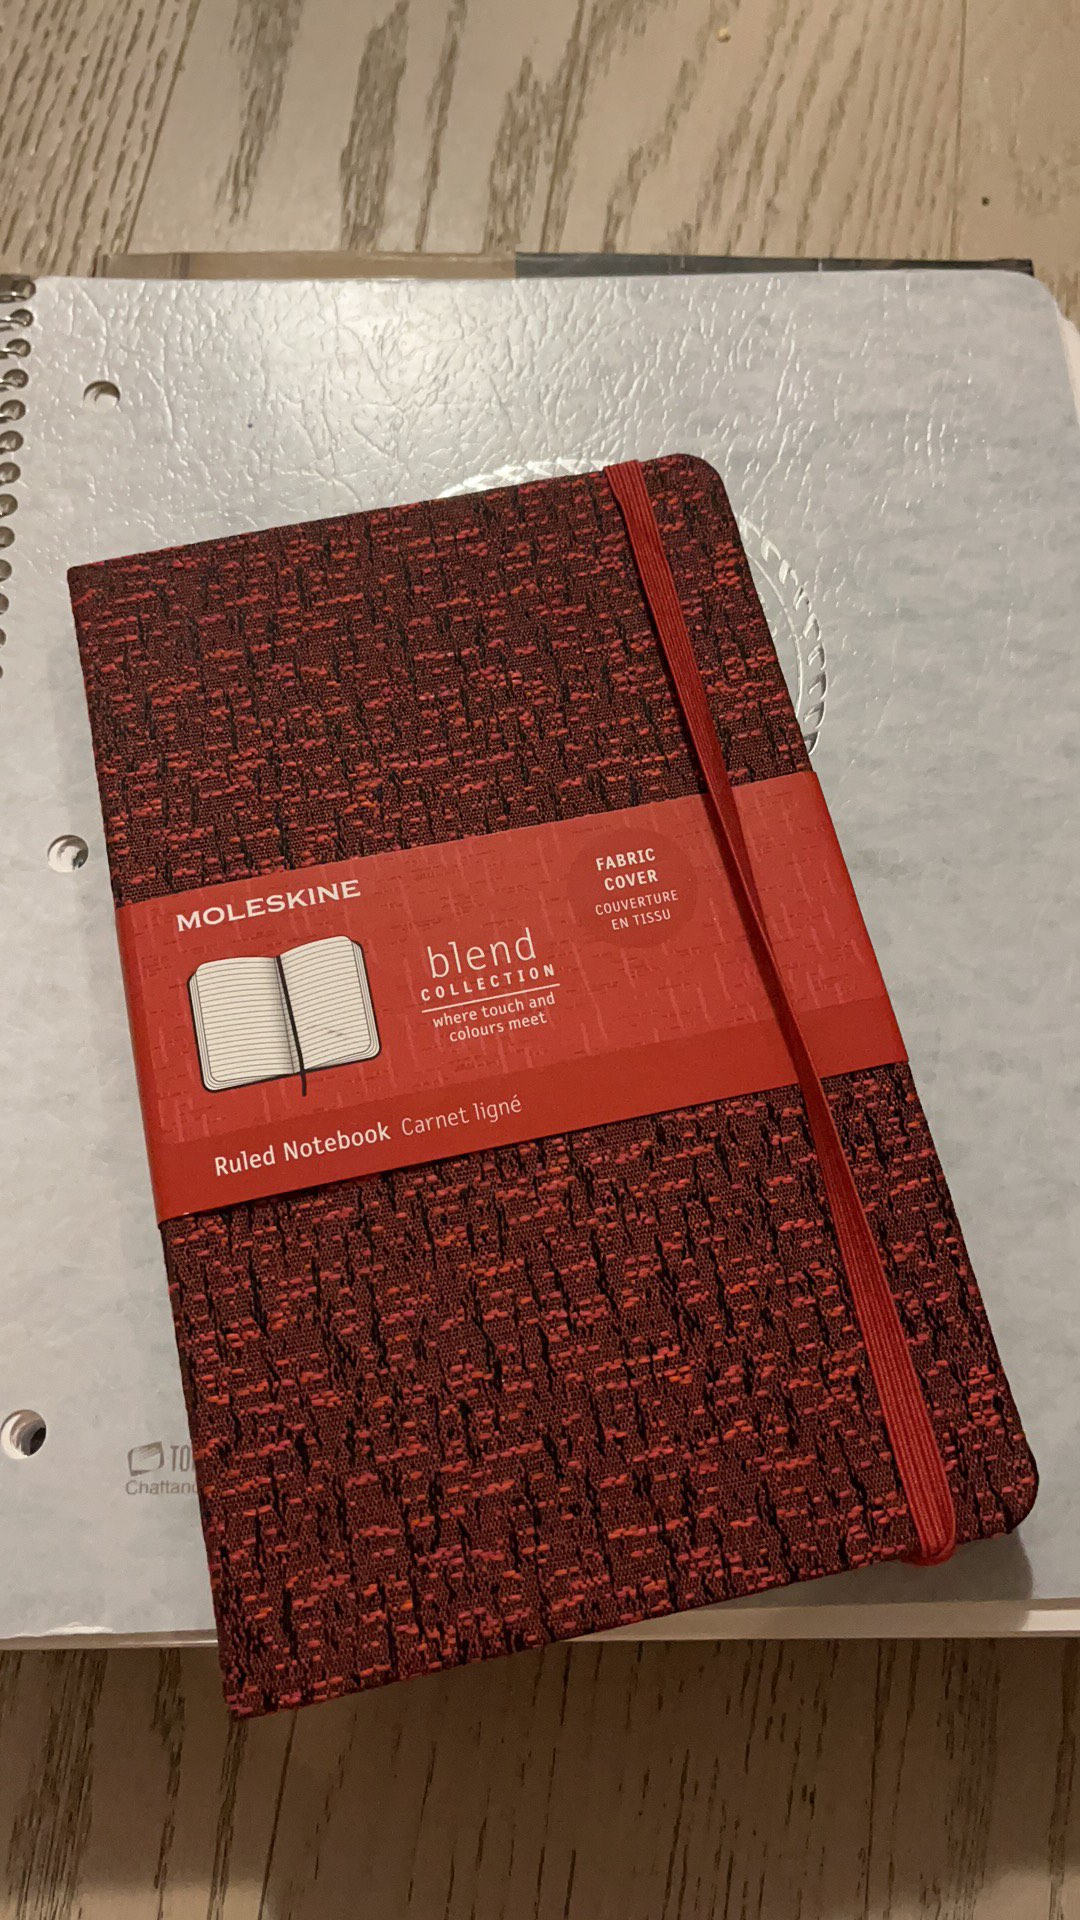 MOLESKINE
FABRIC
COVER
COUVERTURE
EN TISSU
blend
COLLECTION
where touch and
colours meet
Ruled Notebook Carnet ligné